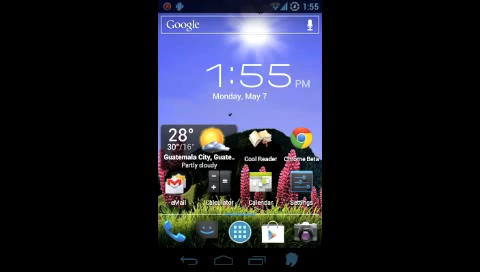 1:55
Google
1:55 PM
Monday, May 7
28°
30°/16°
Guatemala City, Guate..
Partly cloudy
Cool Reader
Chrome Beta
eMail
Calculator
Calendar
Settings